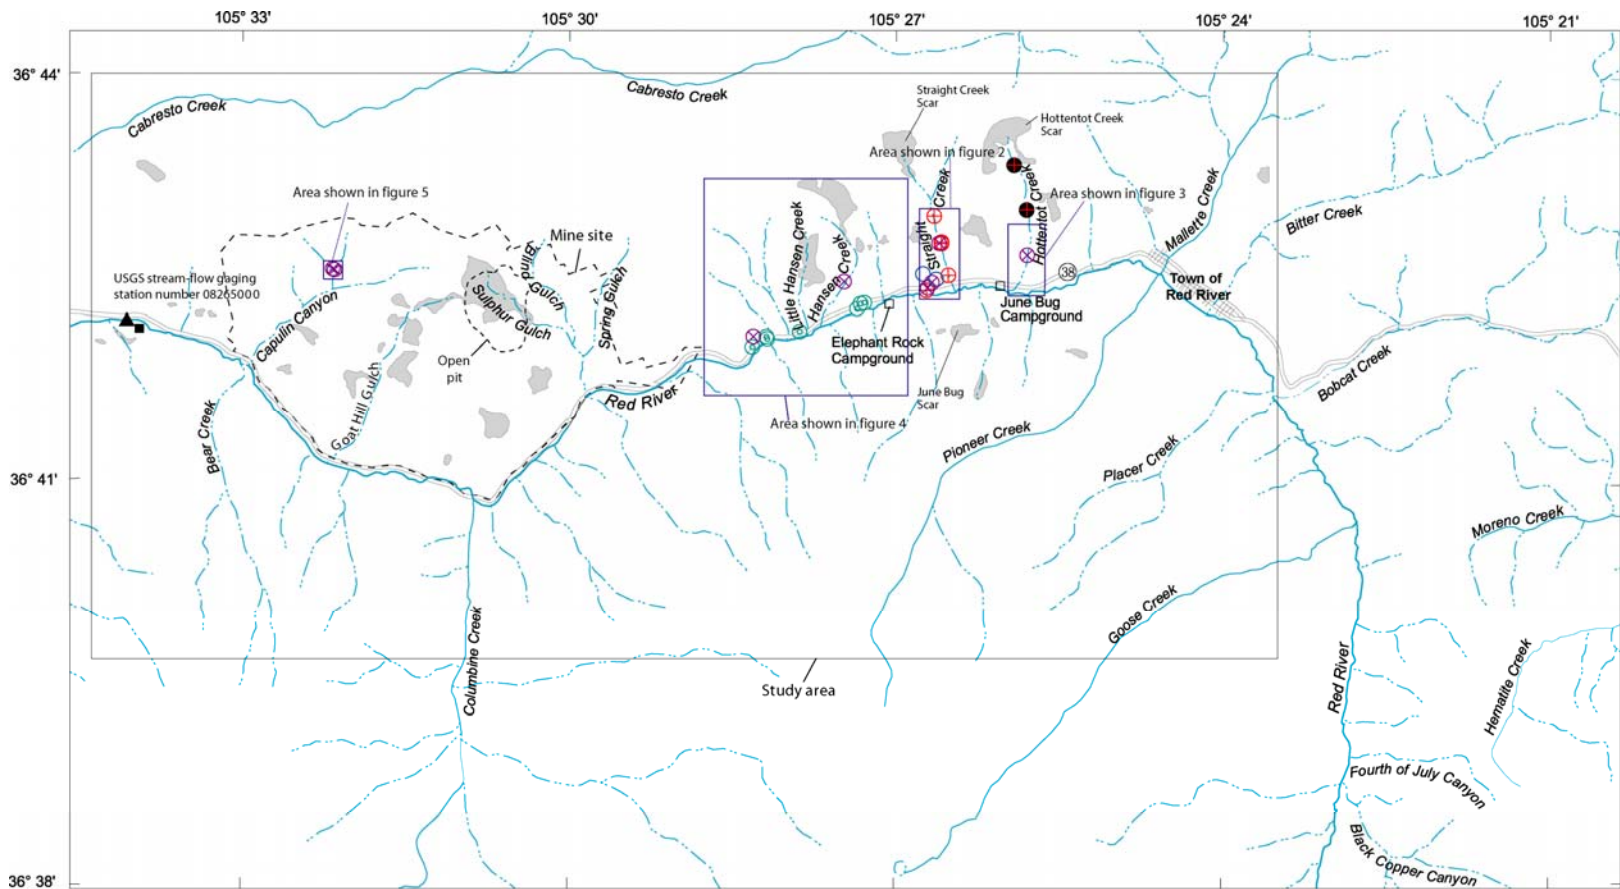 105° 33'
105° 30'
105° 27'
105° 24'
105° 21'
36° 44'
Cabresto Creek
Cabresto Creek
Straight Creek
Scar
Hottentot Creek
Scar
Area shown in figure 2
Area shown in figure 5
Area shown in figure 3
Creek
Straight
Creek
Hottentot
Mallette Creek
Bitter Creek
Mine site
Blind
Gulch
Spring Gulch
Sulphur Gulch
Little Hansen Creek
Hansen Creek
38
USGS stream-flow gaging
station number 08265000
Capulin Canyon
Town of
Red River
June Bug
Campground
Elephant Rock
Campground
Open
pit
Goat Hill Gulch
Red River
June Bug
Scar
Bobcat Creek
Bear Creek
Area shown in figure 4
Pioneer Creek
Placer Creek
36° 41'
Moreno Creek
Goose Creek
Columbine Creek
Study area
Red River
Hematite Creek
Fourth of July Canyon
Black Copper Canyon
36° 38'